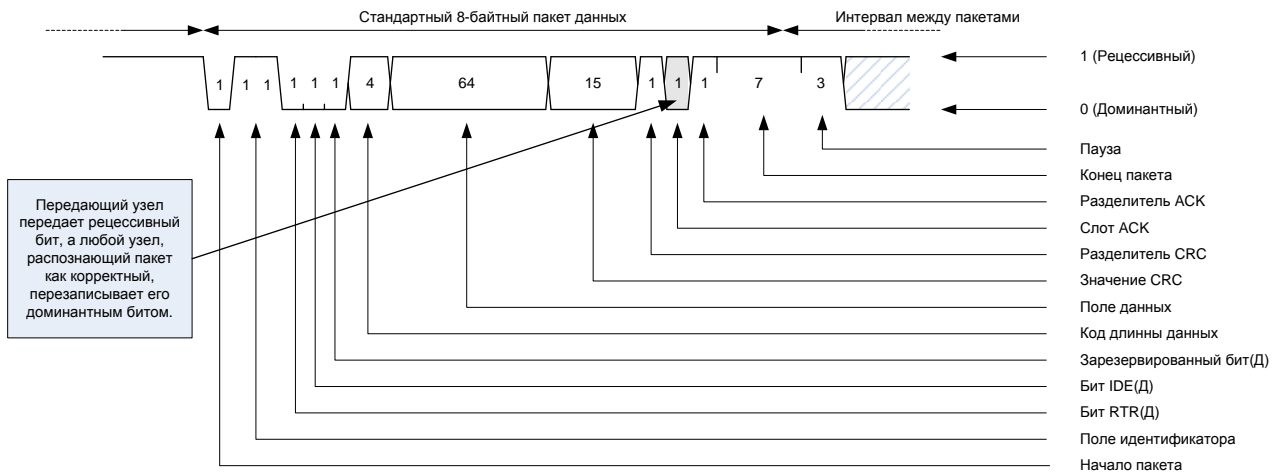 Стандартный 8-байтный пакет данных
Интервал между пакетами
1 1 1 1 1 1 4 64 15 1 1 1 7 3
1 (Рецессивный)
0 (Доминантный)
Пауза
Конец пакета
Разделитель ACK
Слот ACK
Разделитель CRC
Значение CRC
Поле данных
Код длинны данных
Зарезервированный бит(Д)
Бит IDE(Д)
Бит RTR(Д)
Поле идентификатора
Начало пакета
Передающий узел
передает рецессивный
бит, а любой узел,
распознающий пакет
как корректный,
перезаписывает его
доминантным битом.